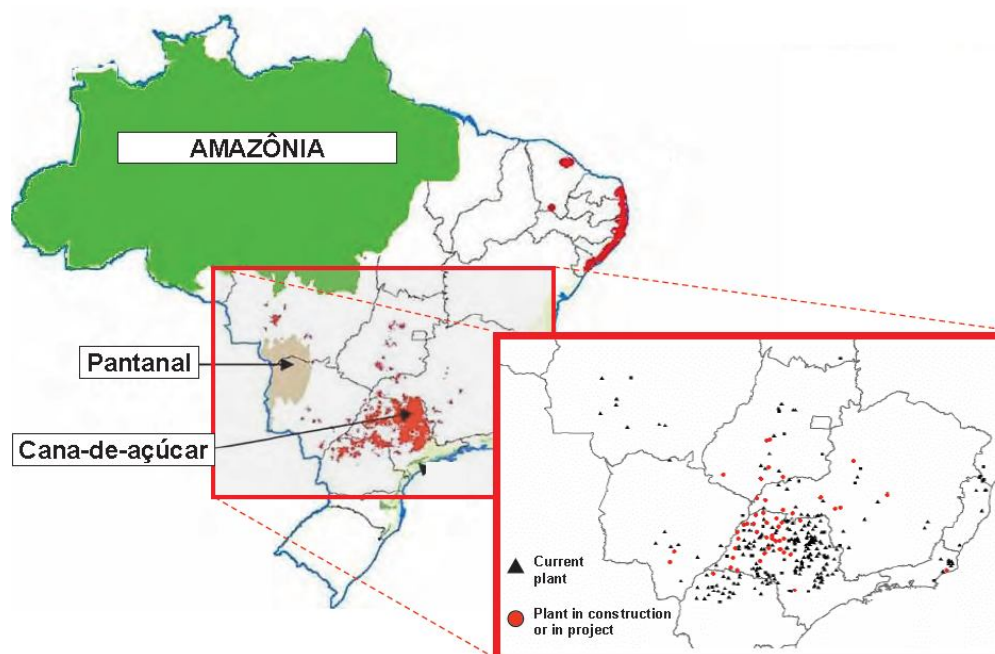 AMAZÔNIA
Pantanal
Cana-de-açúcar
Current
plant
Plant in construction
or in project